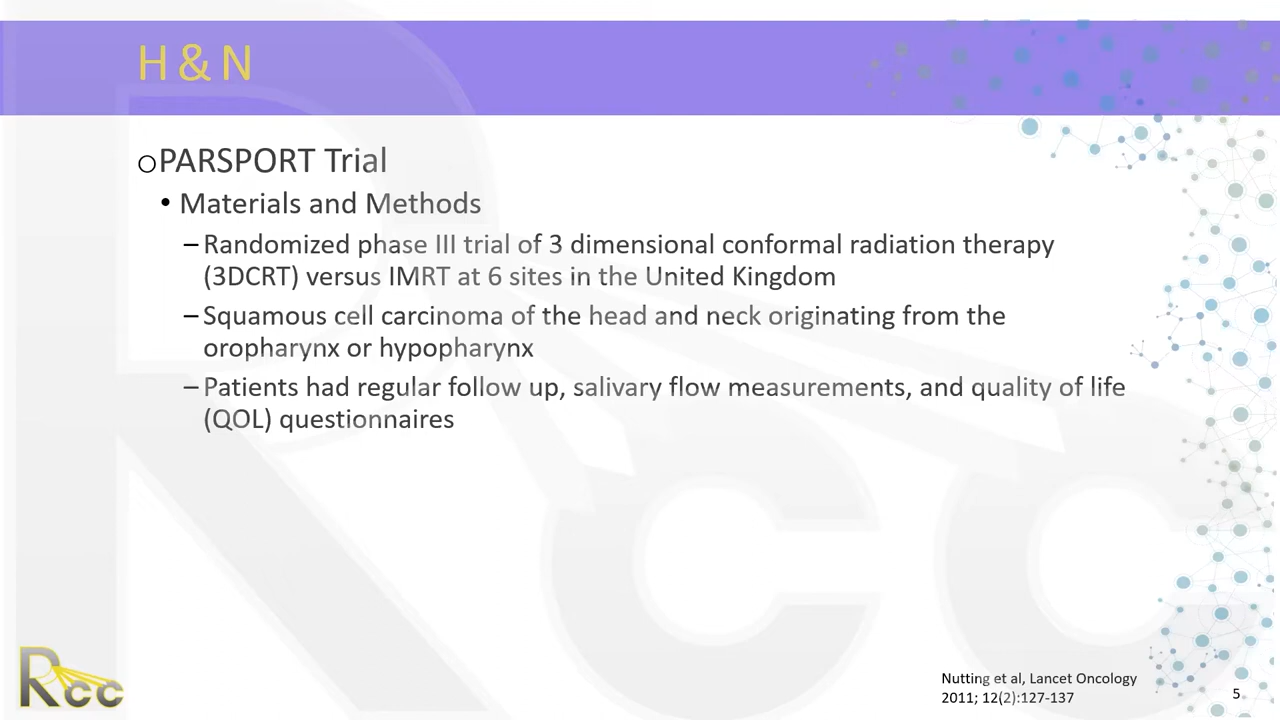 H & N
oPARSPORT Trial
• Materials and Methods
– Randomized phase III trial of 3 dimensional conformal radiation therapy
(3DCRT) versus IMRT at 6 sites in the United Kingdom
– Squamous cell carcinoma of the head and neck originating from the
oropharynx or hypopharynx
– Patients had regular follow up, salivary flow measurements, and quality of life
(QOL) questionnaires
Rcc
Nutting et al, Lancet Oncology
2011; 12(2):127-137
5
Rcc